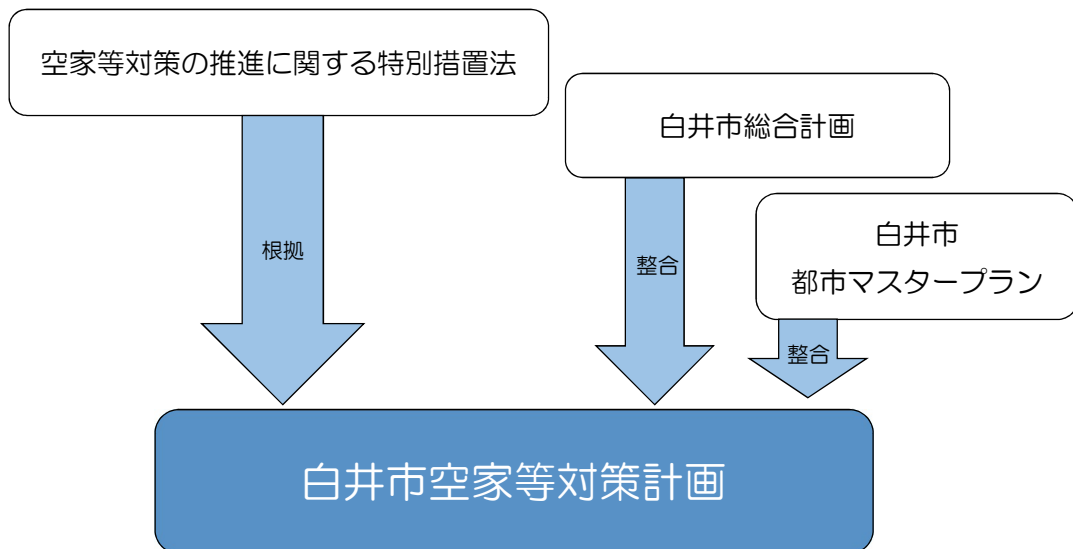 空家等対策の推進に関する特別措置法
白井市総合計画
白井市
都市マスタープラン
根拠
整合
整合
白井市空家等対策計画